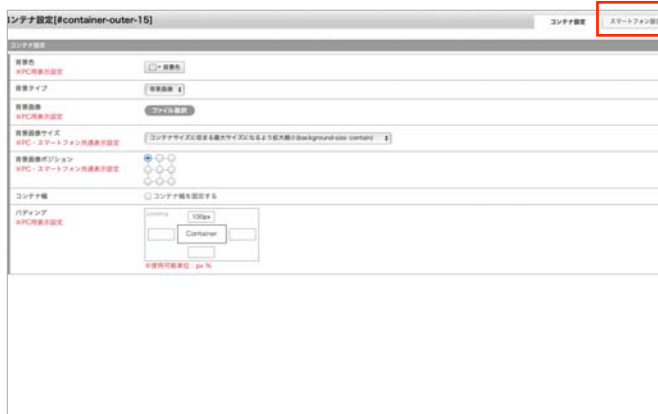 ンテナ設定[#container-outer-15]
コンテナ設定
スマートフォン設定
コンテナ設定
背景色
※PC用表示設定
背景色
背景タイプ
背景画像
背景画像
※PC用表示設定
ファイル選択
背景画像サイズ
※PC・スマートフォン共通表示設定
コンテナサイズに収まる最大サイズになるよう拡大縮小(background-size: contain)
背景画像ポジション
※PC・スマートフォン共通表示設定
コンテナ幅
コンテナ幅を固定する
パディング
※PC用表示設定
padding
100px
Container
※使用可能単位：px %